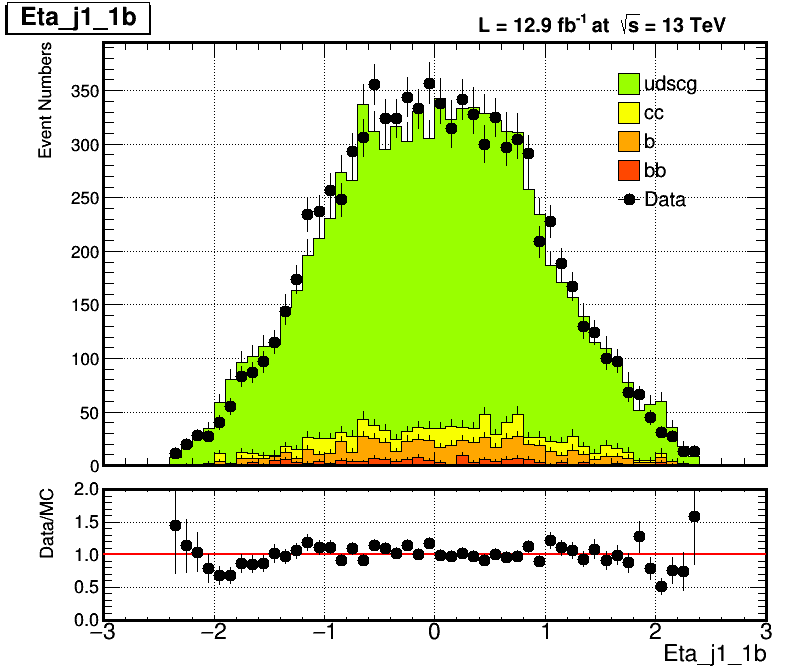 Eta_j1_1b
L = 12.9 fb-1 at √s = 13 TeV
Event Numbers
350
300
250
200
150
100
50
0
udscg
cc
b
bb
Data
Data/MC
2.0
1.5
1.0
0.5
0.0
−3 −2 −1 0 1 2 3
Eta_j1_1b